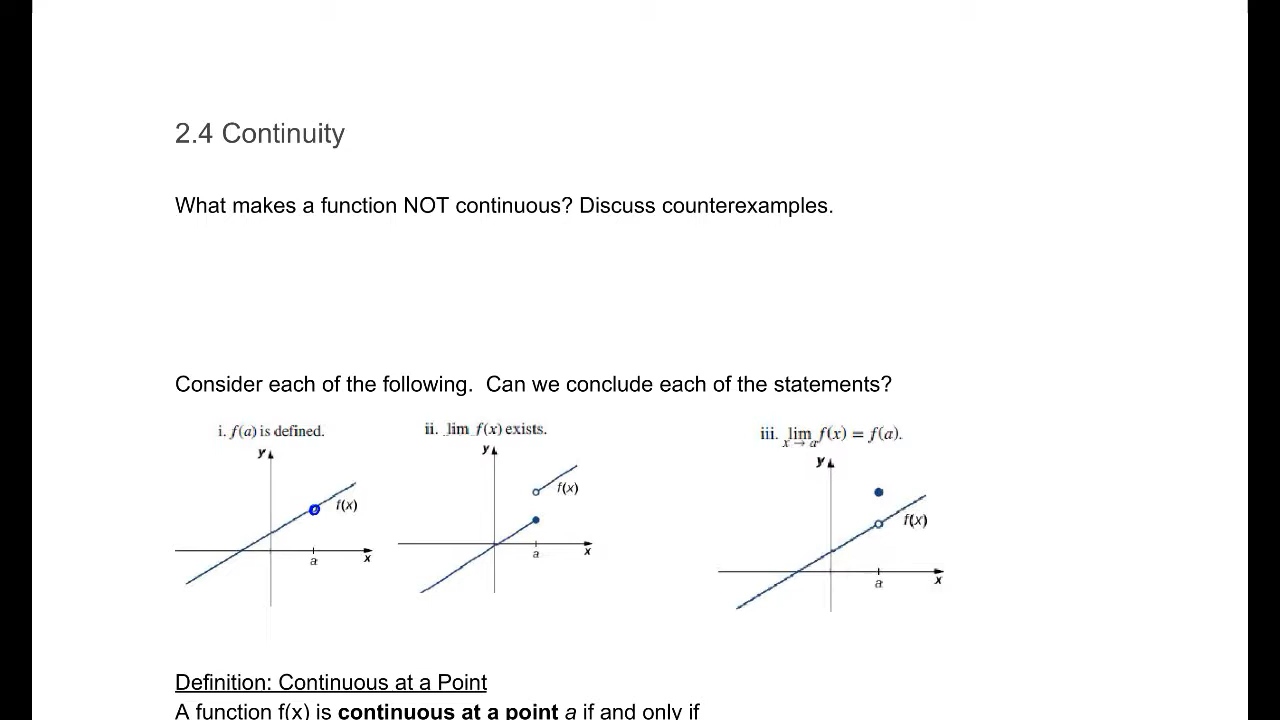 2.4 Continuity
What makes a function NOT continuous? Discuss counterexamples.
Consider each of the following.  Can we conclude each of the statements?
i. f(a) is defined.
ii. lim f(x) exists.
iii. lim f(x) = f(a).
x → a
y
f(x)
a
x
y
f(x)
a
x
y
f(x)
a
x
Definition: Continuous at a Point
A function f(x) is continuous at a point a if and only if